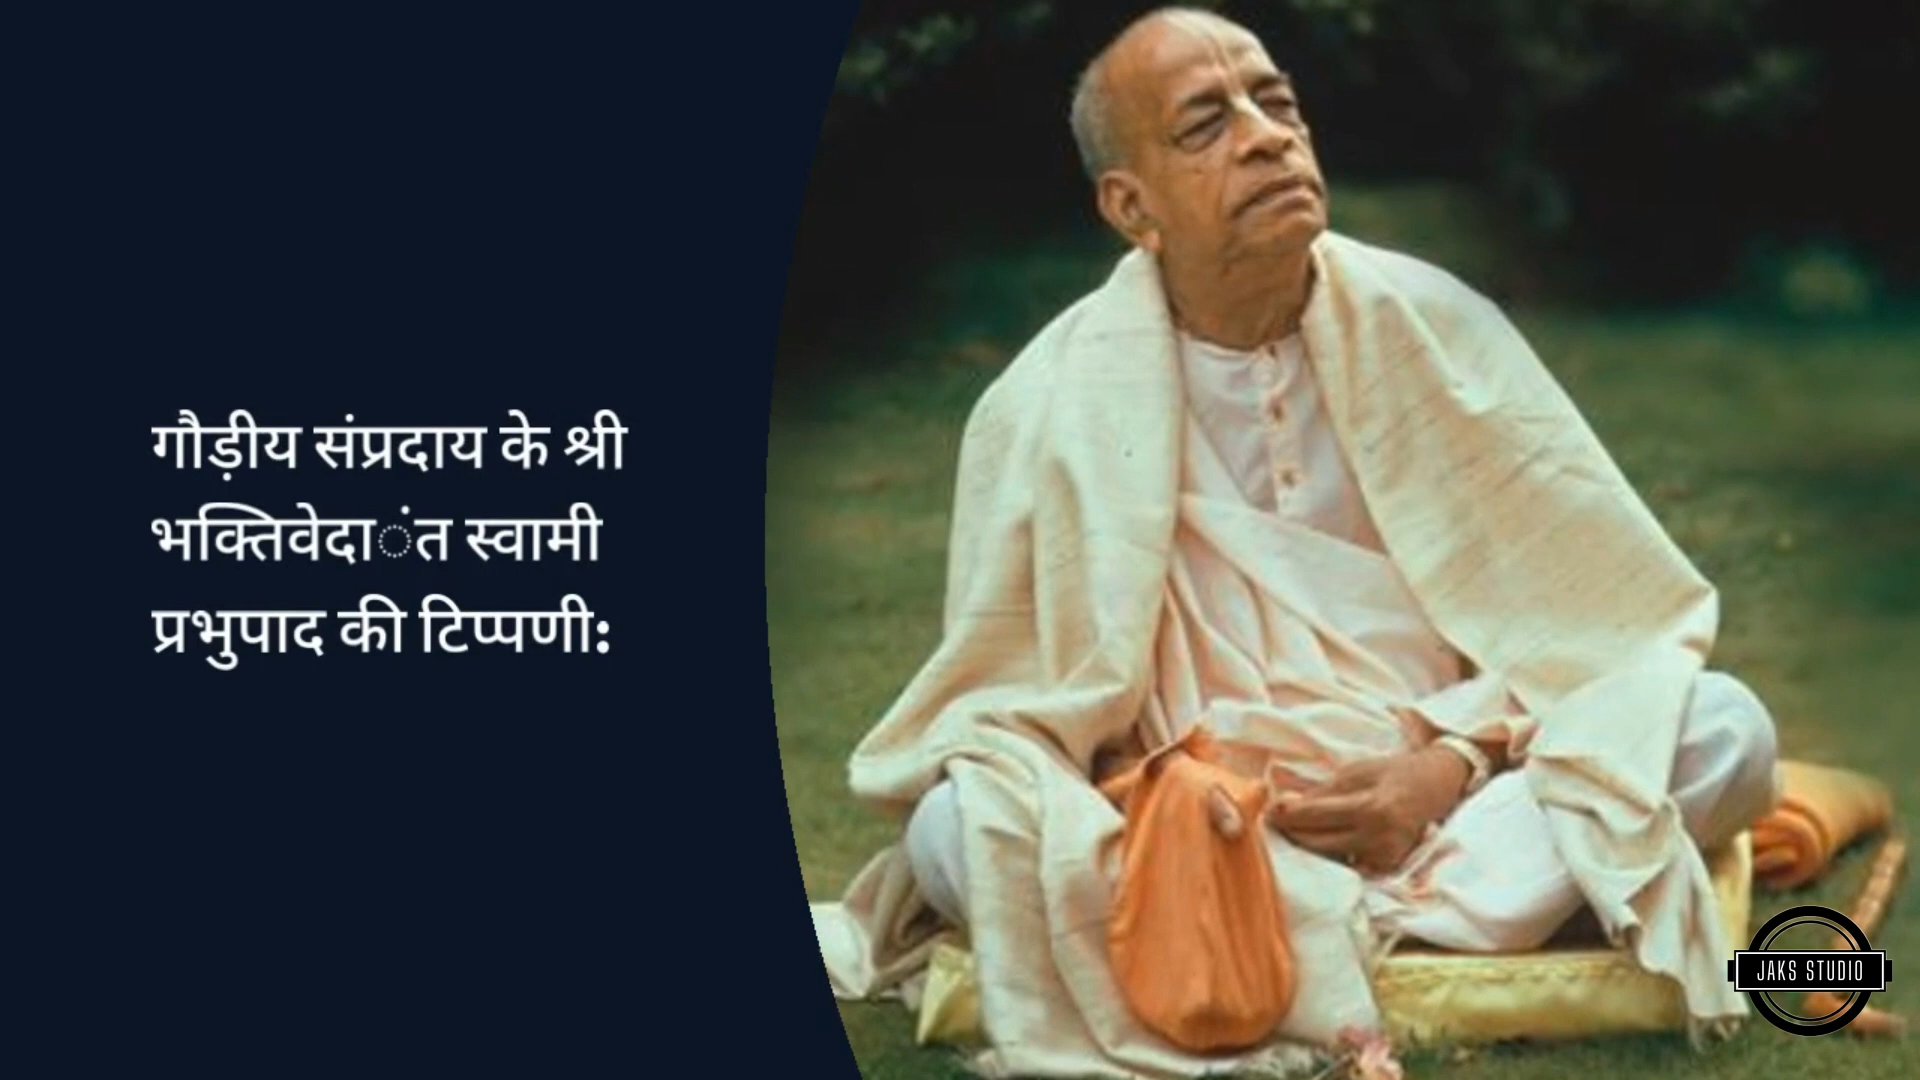 गौड़ीय संप्रदाय के श्री
भक्तिवेदांत स्वामी
प्रभुपाद की टिप्पणी:
JAKS STUDIO